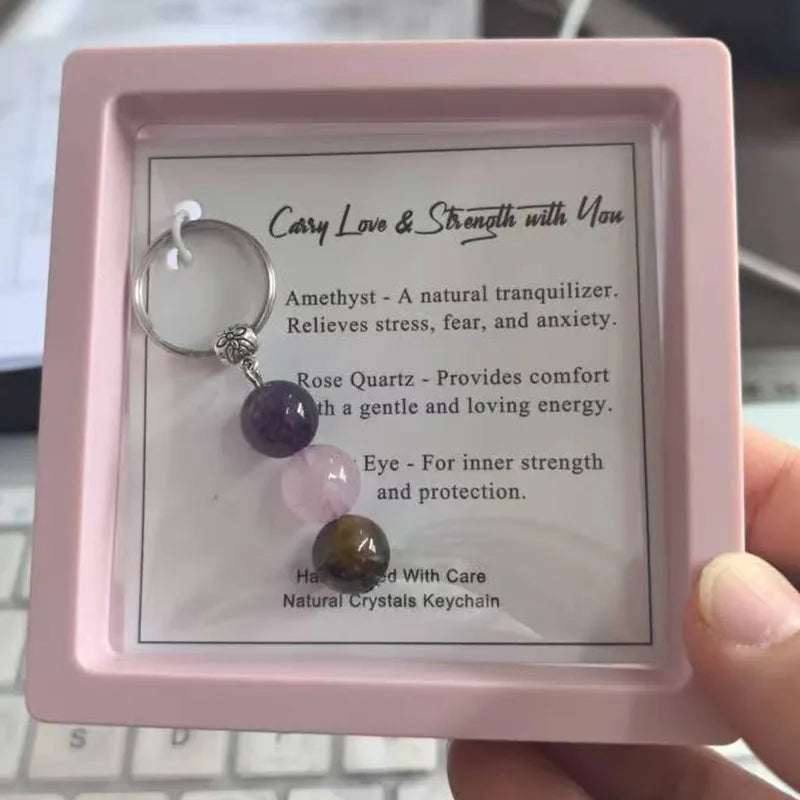 Carry Love & Strength with You
Amethyst - A natural tranquilizer.
Relieves stress, fear, and anxiety.
Rose Quartz - Provides comfort
a gentle and loving energy.
Eye - For inner strength
and protection.
With Care
Natural Crystals Keychain
S D